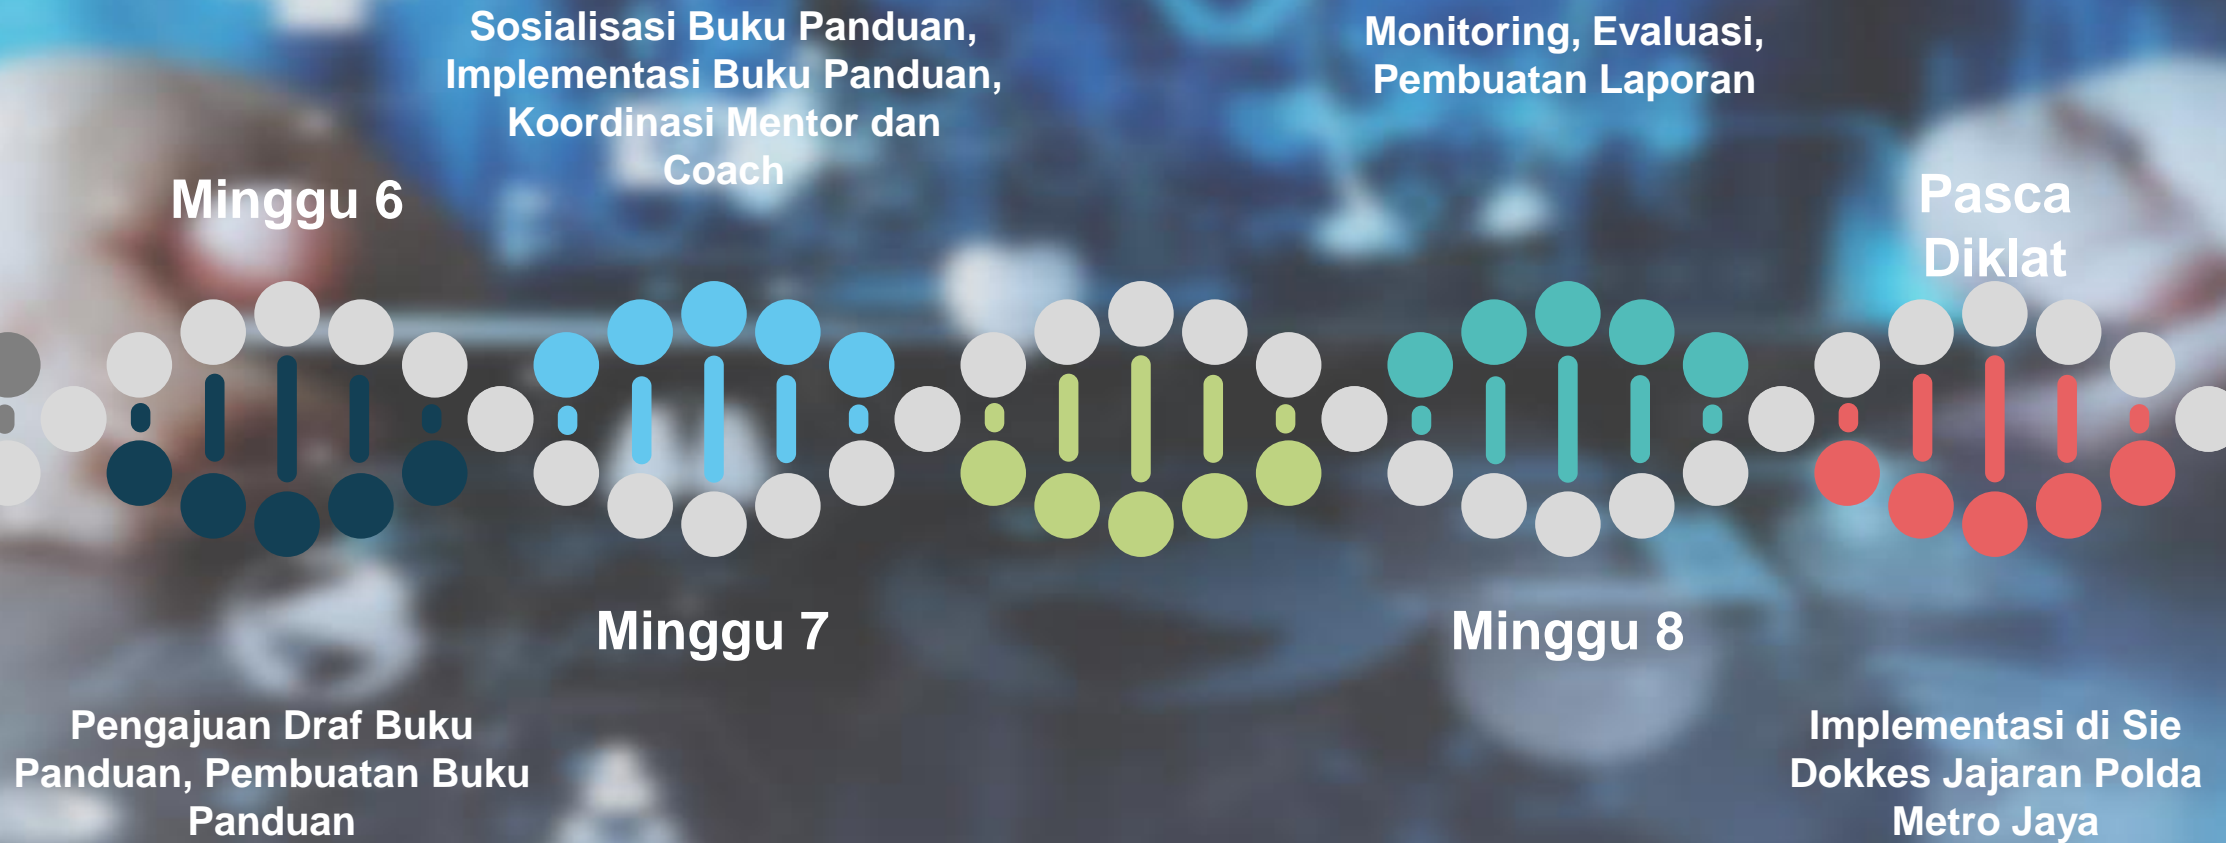 Minggu 6
Pengajuan Draf Buku
Panduan, Pembuatan Buku
Panduan
Sosialisasi Buku Panduan,
Implementasi Buku Panduan,
Koordinasi Mentor dan
Coach
Minggu 7
Monitoring, Evaluasi,
Pembuatan Laporan
Minggu 8
Pasca
Diklat
Implementasi di Sie
Dokkes Jajaran Polda
Metro Jaya